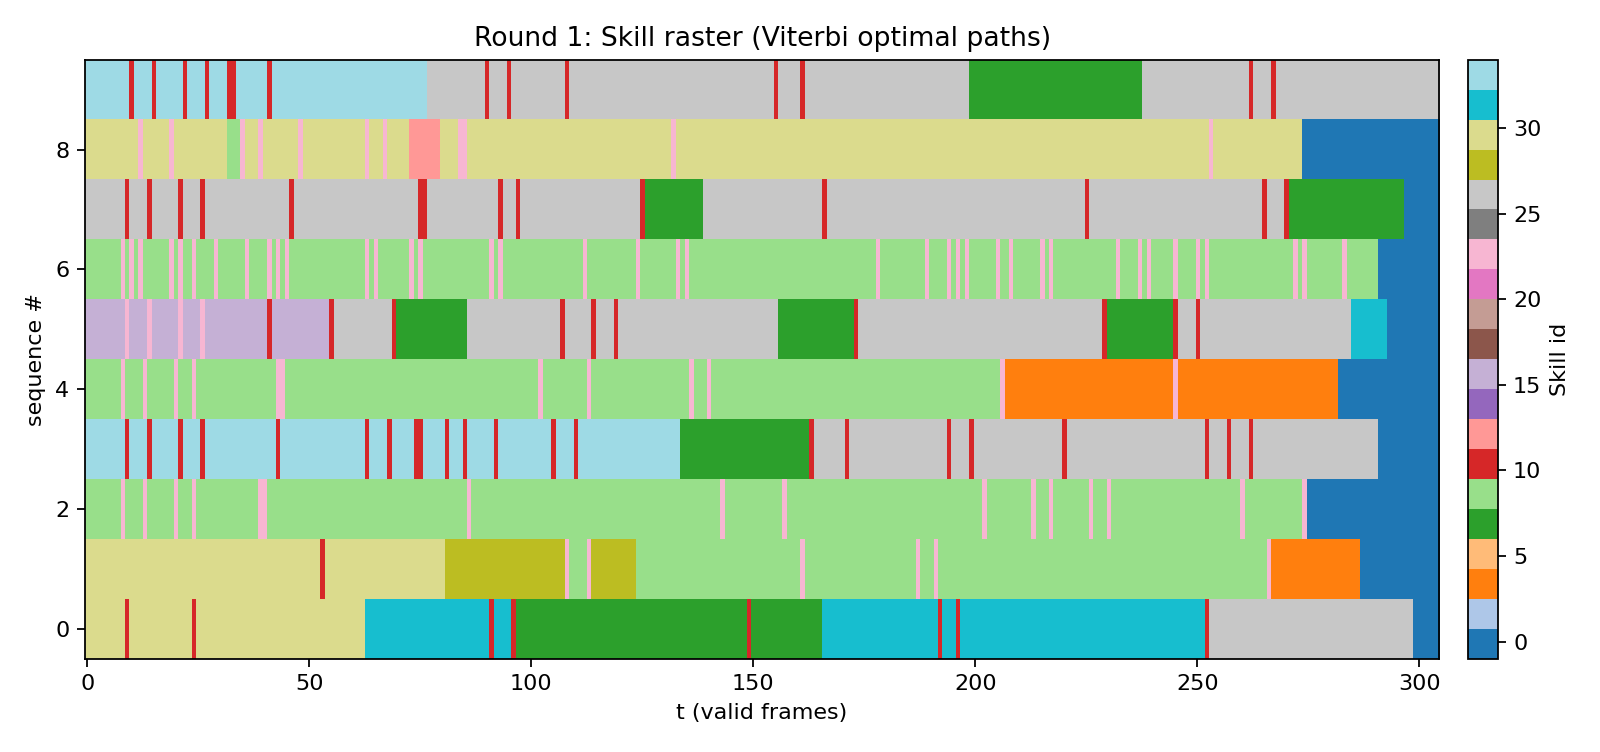 Round 1: Skill raster (Viterbi optimal paths)
sequence #
8
6
4
2
0
0 50 100 150 200 250 300
t (valid frames)
30
25
20
15
10
5
0
Skill id